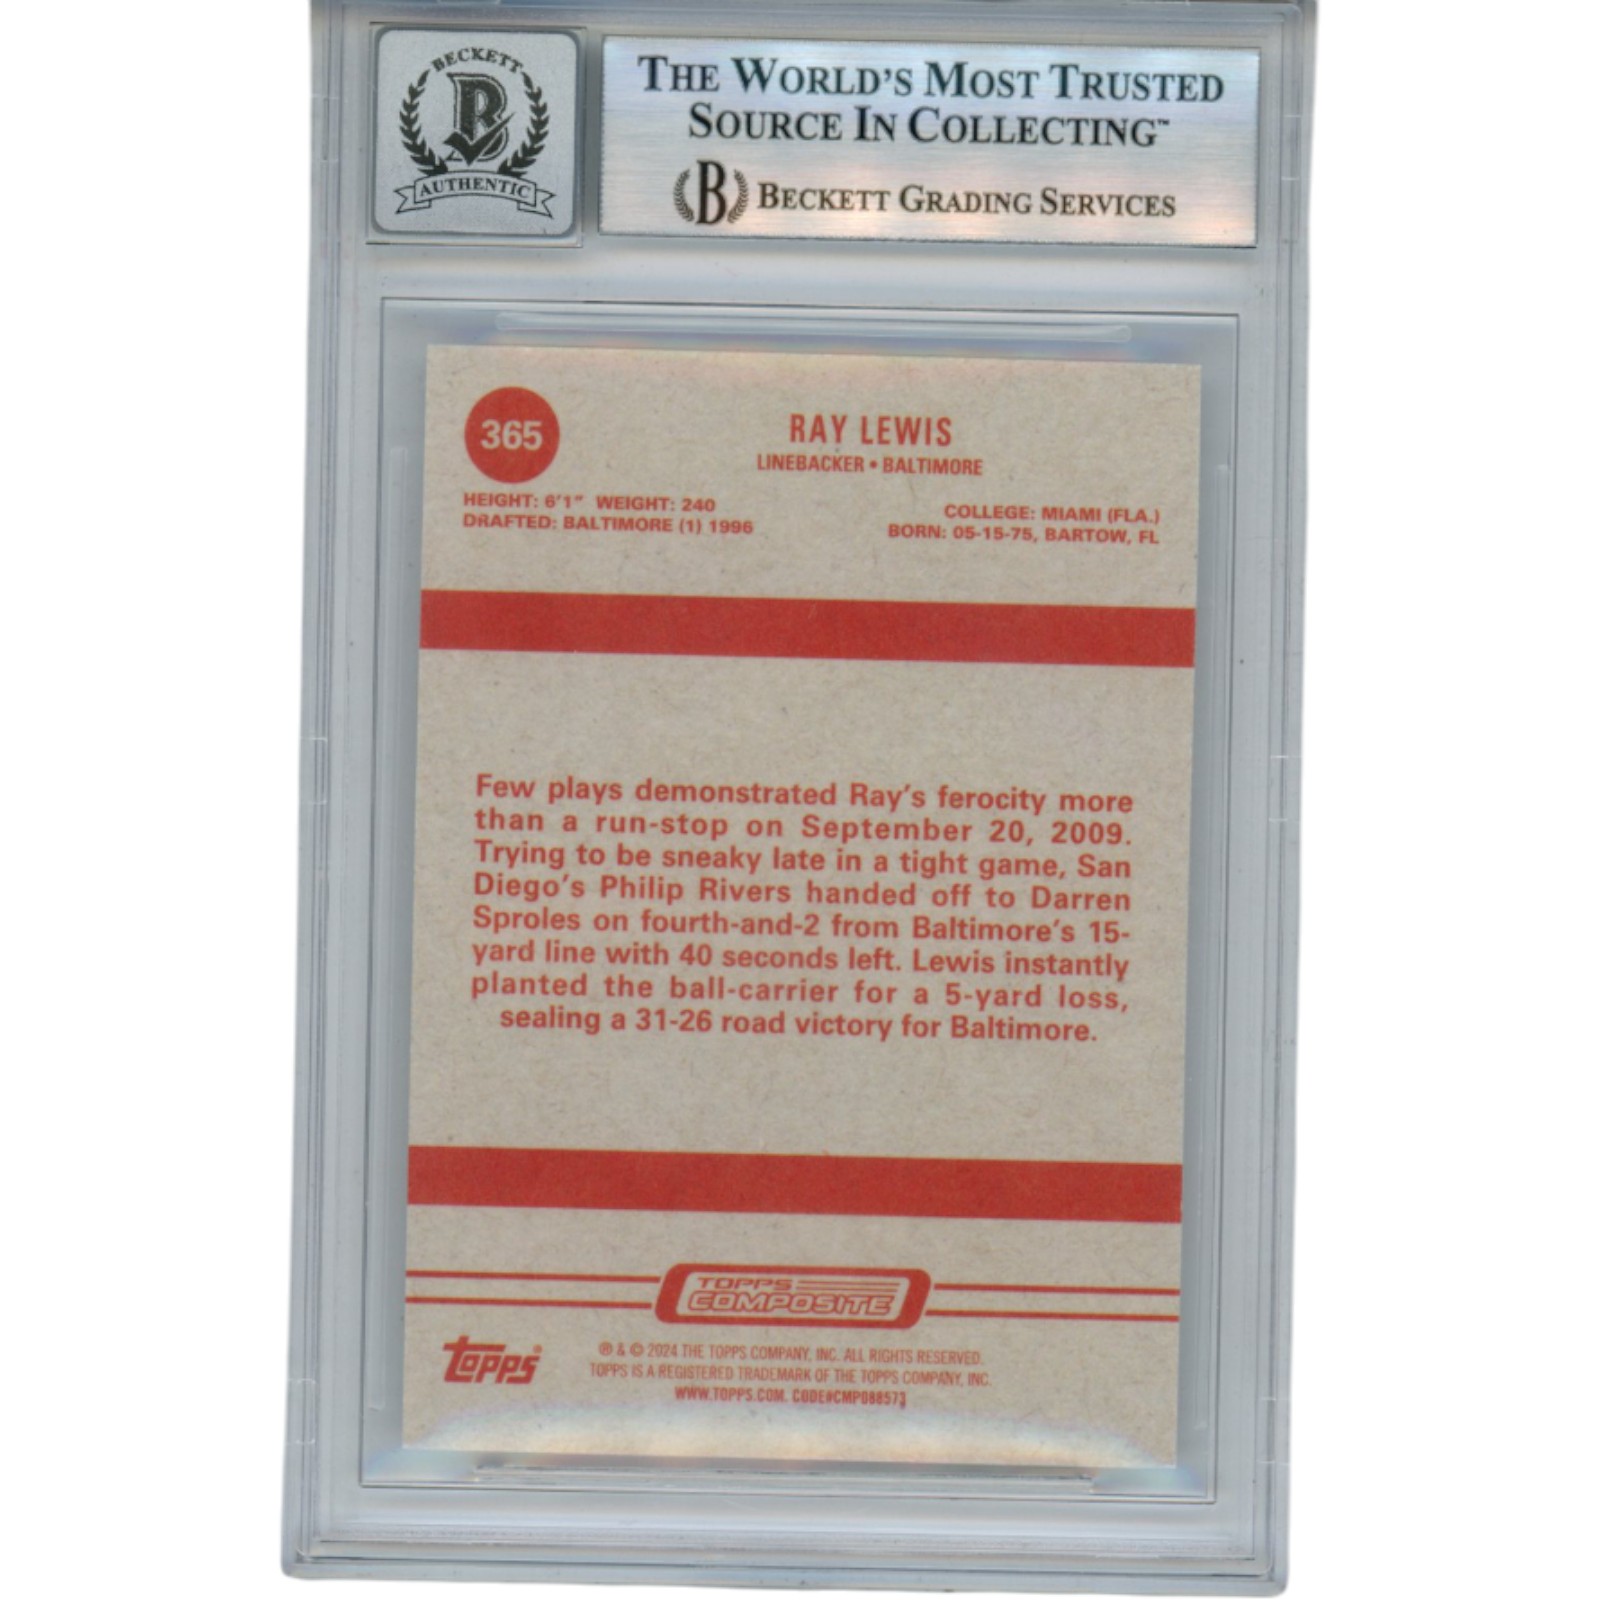 BECKETT
B
AUTHENTIC
THE WORLD'S MOST TRUSTED
SOURCE IN COLLECTING™
B BECKETT GRADING SERVICES
365
RAY LEWIS
LINEBACKER • BALTIMORE
HEIGHT: 6'1" WEIGHT: 240
DRAFTED: BALTIMORE (1) 1996
COLLEGE: MIAMI (FLA.)
BORN: 05-15-75, BARTOW, FL
Few plays demonstrated Ray's ferocity more
than a run-stop on September 20, 2009.
Trying to be sneaky late in a tight game, San
Diego's Philip Rivers handed off to Darren
Sproles on fourth-and-2 from Baltimore's 15-
yard line with 40 seconds left. Lewis instantly
planted the ball-carrier for a 5-yard loss,
sealing a 31-26 road victory for Baltimore.
TOPPS
COMPOSITE
topps®
® & © 2024 THE TOPPS COMPANY, INC. ALL RIGHTS RESERVED.
TOPPS IS A REGISTERED TRADEMARK OF THE TOPPS COMPANY, INC.
WWW.TOPPS.COM. CODE#CMP088573